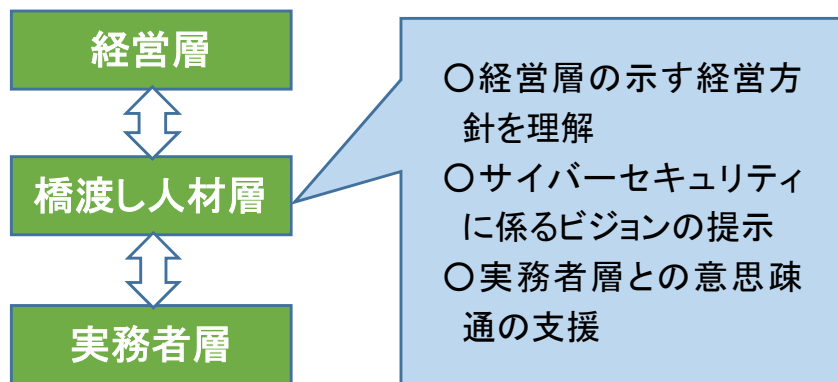 経営層
橋渡し人材層
実務者層
〇経営層の示す経営方
針を理解
〇サイバーセキュリティ
に係るビジョンの提示
〇実務者層との意思疎
通の支援